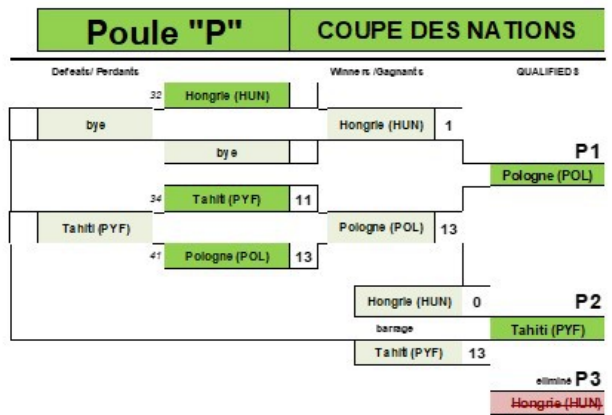 Poule "P" COUPE DES NATIONS
Defeats/ Perdants Winners /Gagnants QUALIFIEDS
32 Hongrie (HUN)
bye Hongrie (HUN) 1
bye P1
Pologne (POL)
34 Tahiti (PYF) 11
Tahiti (PYF) Pologne (POL) 13
41 Pologne (POL) 13
Hongrie (HUN) 0 P2
barrage Tahiti (PYF)
Tahiti (PYF) 13
eliminé P3
Hongrie (HUN)